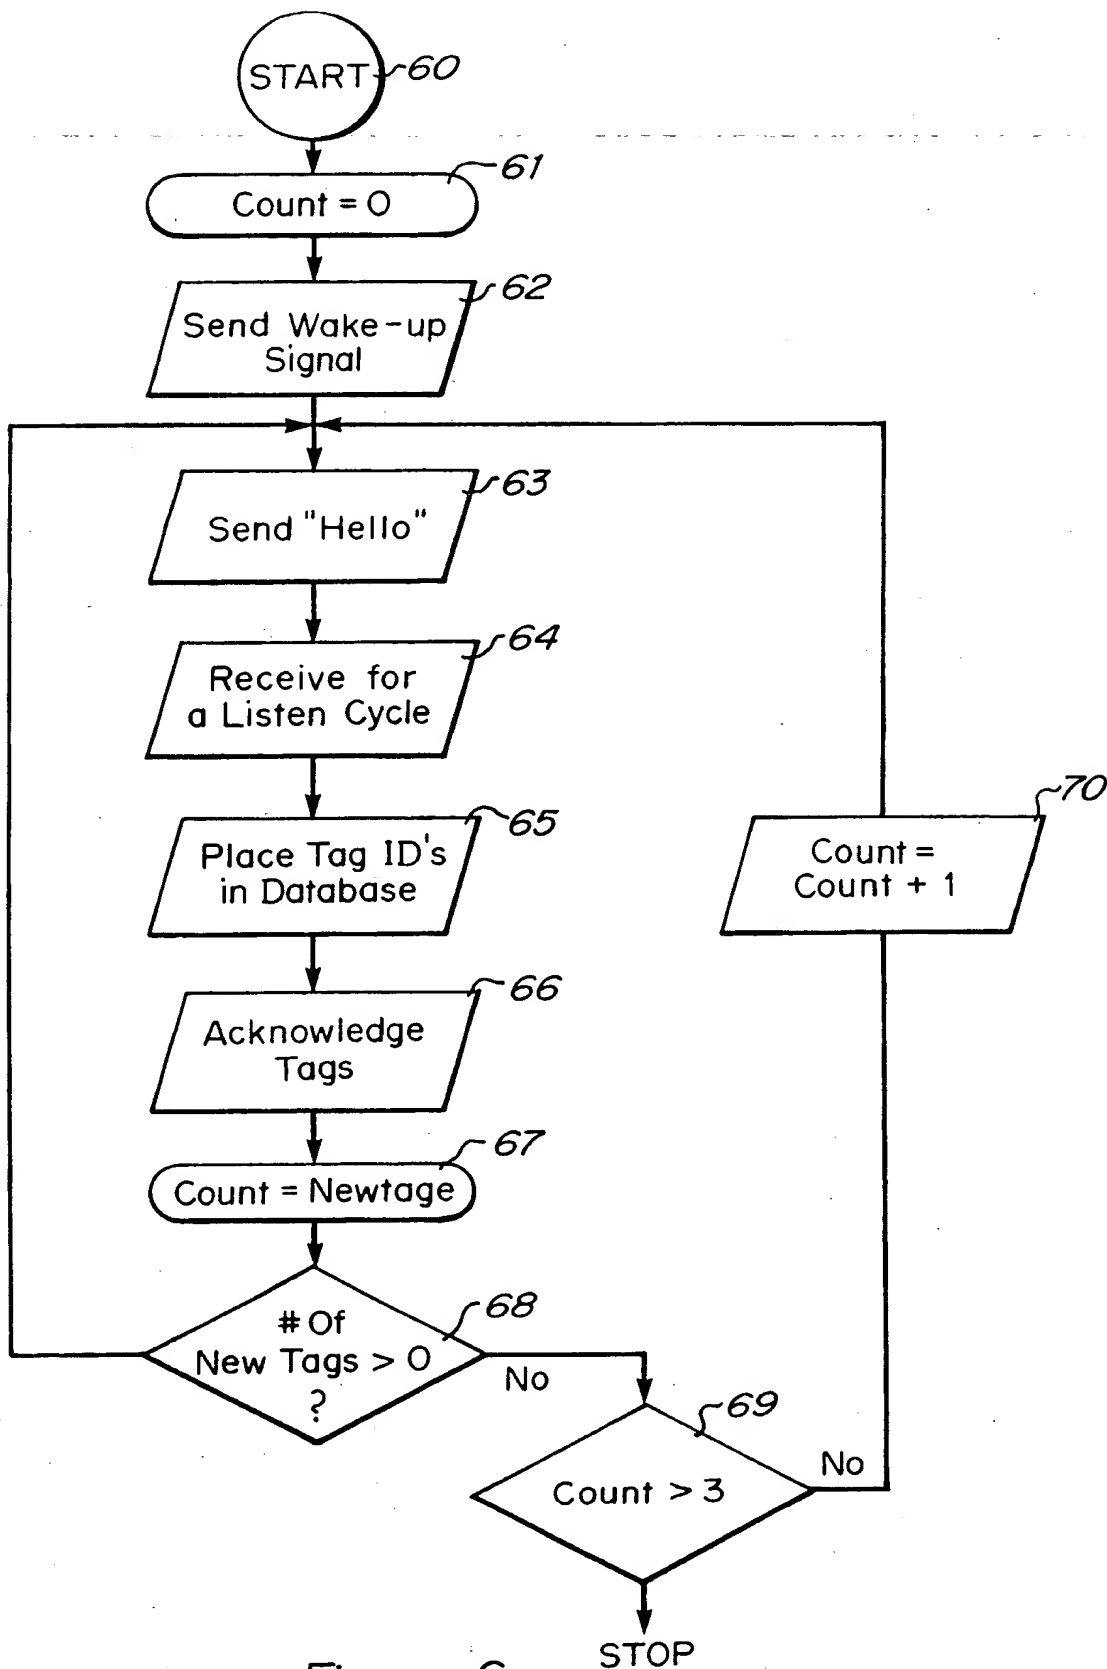 START
60
61
Count = 0
62
Send Wake-up
Signal
63
Send "Hello"
64
Receive for
a Listen Cycle
65
Place Tag ID's
in Database
70
Count =
Count + 1
66
Acknowledge
Tags
67
Count = Newtage
68
# Of
New Tags > 0
?
No
69
Count > 3
No
STOP